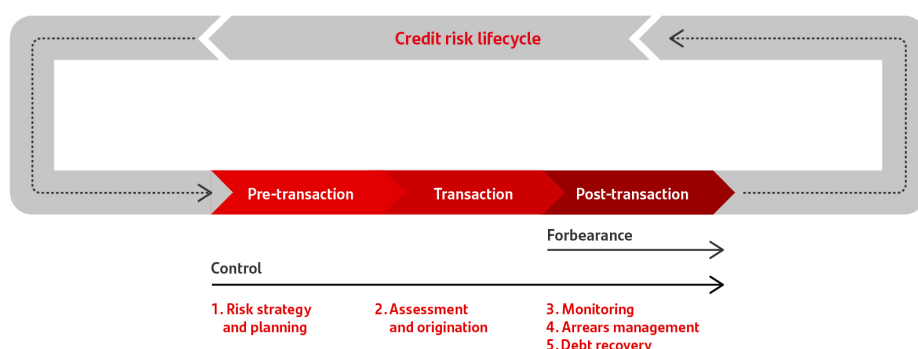 Credit risk lifecycle
Pre-transaction
Transaction
Post-transaction
Forbearance
Control
1. Risk strategy
and planning
2. Assessment
and origination
3. Monitoring
4. Arrears management
5. Debt recovery